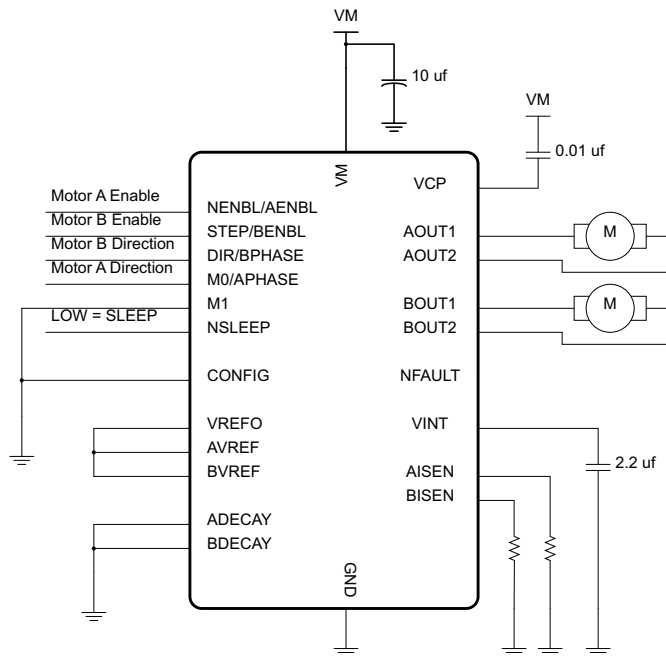 VM
10 uf
VM
0.01 uf
VM
VCP
Motor A Enable
NENBL/AENBL
Motor B Enable
STEP/BENBL
AOUT1
M
Motor B Direction
DIR/BPHASE
AOUT2
Motor A Direction
M0/APHASE
M1
BOUT1
M
LOW = SLEEP
NSLEEP
BOUT2
CONFIG
NFAULT
VREFO
VINT
AVREF
BVREF
AISEN
2.2 uf
BISEN
ADECAY
BDECAY
GND